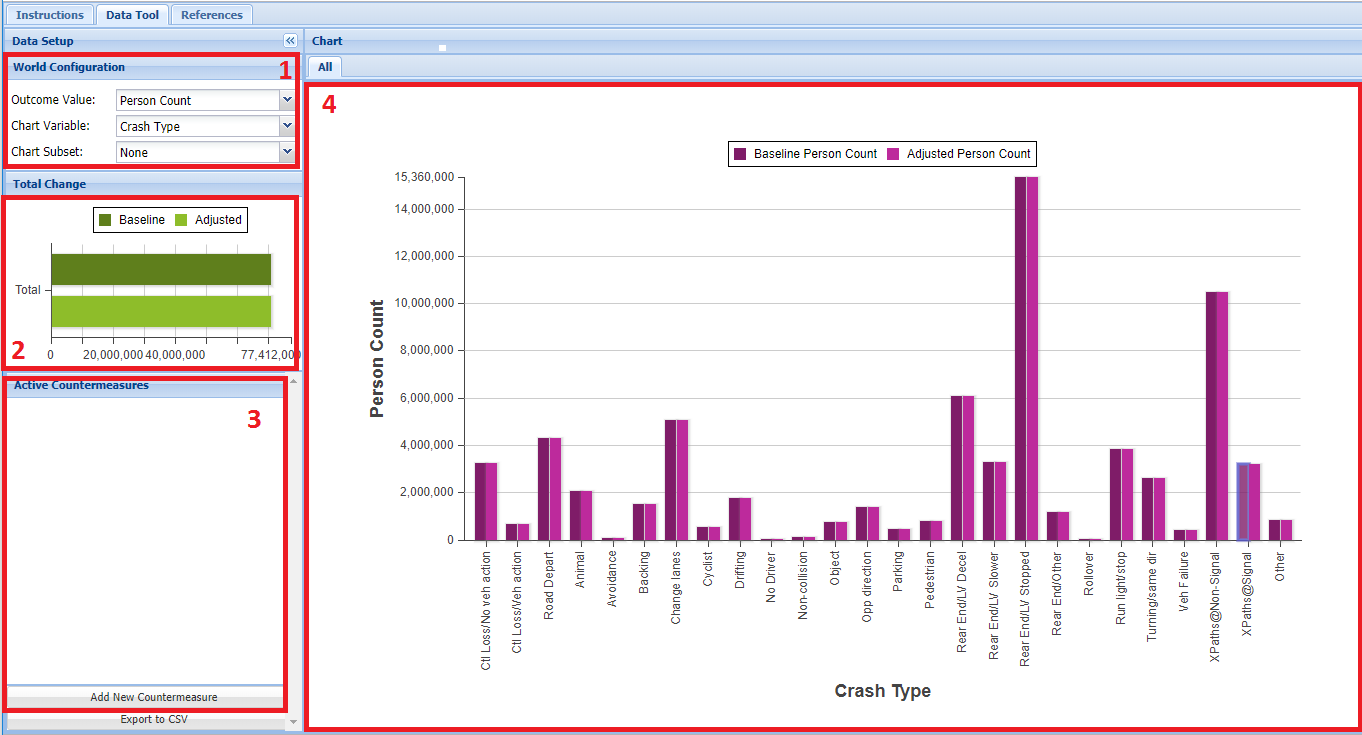 Instructions Data Tool References
Data Setup
Chart
World Configuration
1
All
Outcome Value: Person Count
Chart Variable: Crash Type
Chart Subset: None
Total Change
Baseline Adjusted
Total
0 20,000,000 40,000,000 77,412,000
2
Active Countermeasures
3
Add New Countermeasure
Export to CSV
4
Baseline Person Count Adjusted Person Count
15,360,000
14,000,000
12,000,000
10,000,000
8,000,000
6,000,000
4,000,000
2,000,000
0
Person Count
Ctl Loss/No veh action
Ctl Loss/Veh action
Road Depart
Animal
Avoidance
Backing
Change lanes
Cyclist
Drifting
No Driver
Non-collision
Object
Opp direction
Parking
Pedestrian
Rear End/LV Decel
Rear End/LV Slower
Rear End/LV Stopped
Rear End/Other
Rollover
Run light/stop
Turning/same dir
Veh Failure
XPaths@Non-Signal
XPaths@Signal
Other
Crash Type